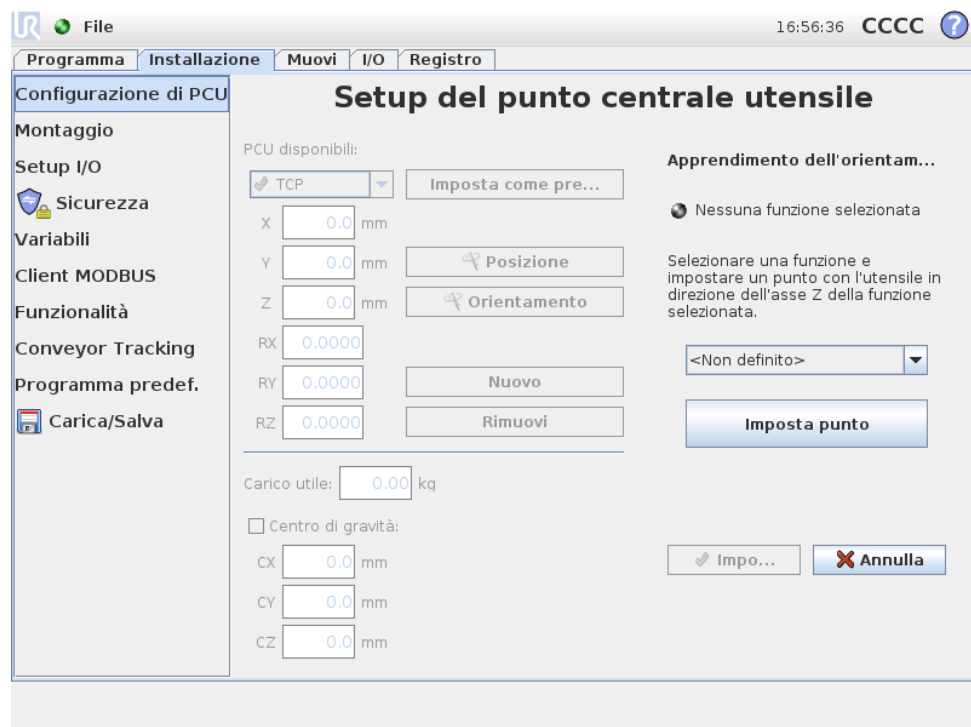 UR File 16:56:36 CCCC ?
Programma Installazione Muovi I/O Registro
Configurazione di PCU
Montaggio
Setup I/O
Sicurezza
Variabili
Client MODBUS
Funzionalità
Conveyor Tracking
Programma predef.
Carica/Salva
Setup del punto centrale utensile
PCU disponibili:
TCP Imposta come pre...
X 0.0 mm
Y 0.0 mm Posizione
Z 0.0 mm Orientamento
RX 0.0000
RY 0.0000 Nuovo
RZ 0.0000 Rimuovi
Carico utile: 0.00 kg
Centro di gravità:
CX 0.0 mm
CY 0.0 mm
CZ 0.0 mm
Apprendimento dell'orientam...
Nessuna funzione selezionata
Selezionare una funzione e
impostare un punto con l'utensile in
direzione dell'asse Z della funzione
selezionata.
<Non definito>
Imposta punto
Impo... Annulla